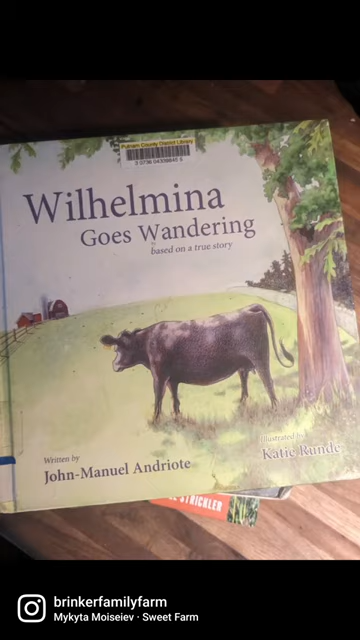 Putnam County District Library
Wilhelmina
Goes Wandering
based on a true story
Written by
John-Manuel Andriote
Illustrated by
Katie Runde
STRICKLER
brinkerfamilyfarm
Mykyta Moiseiev · Sweet Farm